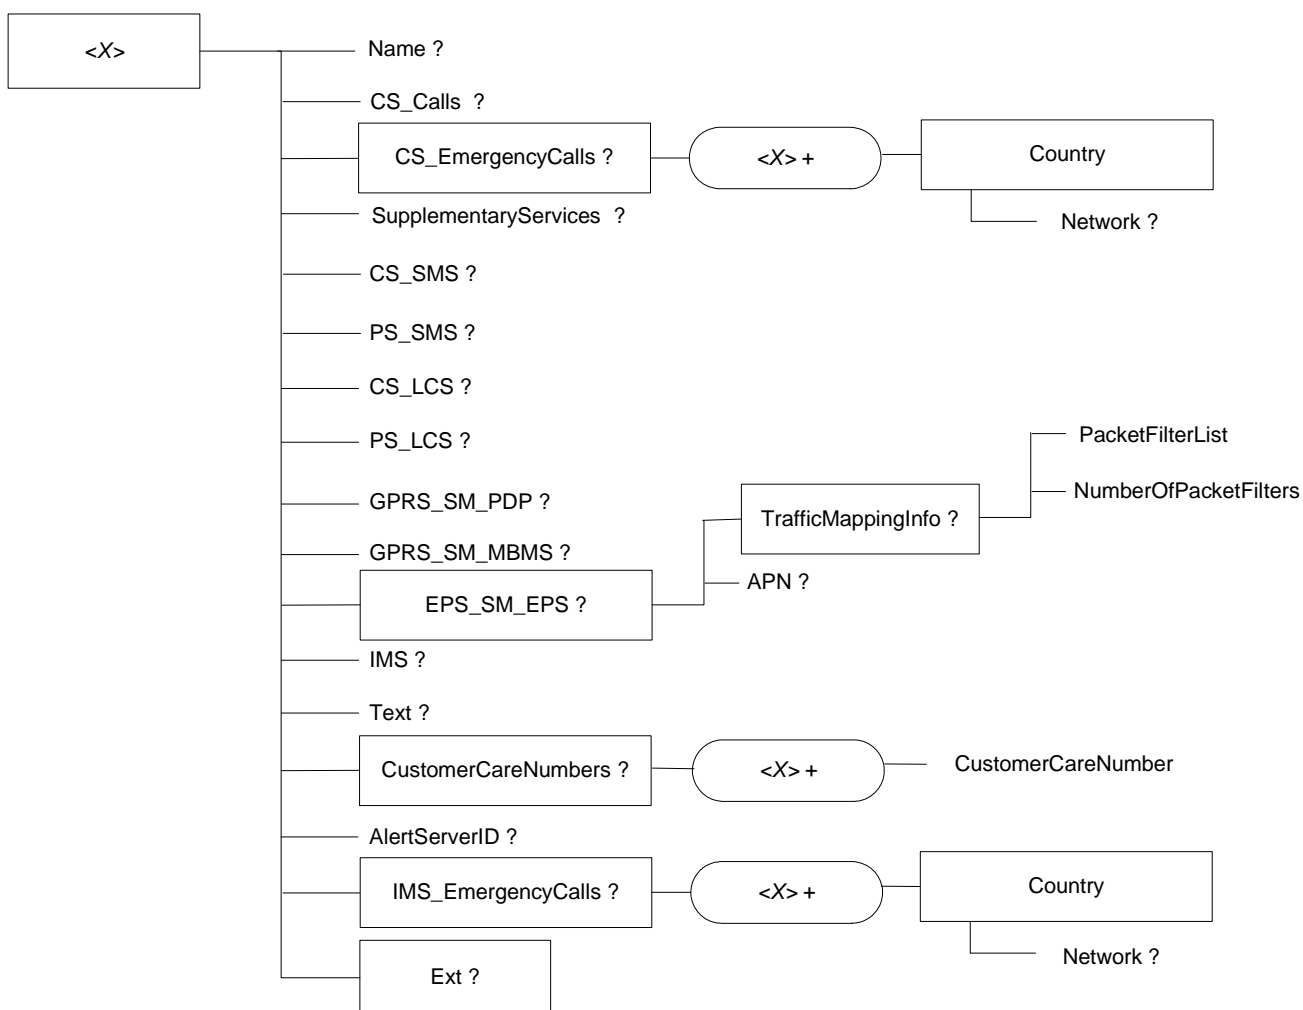 <X>
Name ?
CS_Calls ?
CS_EmergencyCalls ?
<X> +
Country
Network ?
SupplementaryServices ?
CS_SMS ?
PS_SMS ?
CS_LCS ?
PS_LCS ?
GPRS_SM_PDP ?
GPRS_SM_MBMS ?
EPS_SM_EPS ?
TrafficMappingInfo ?
PacketFilterList
NumberOfPacketFilters
APN ?
IMS ?
Text ?
CustomerCareNumbers ?
<X> +
CustomerCareNumber
AlertServerID ?
IMS_EmergencyCalls ?
<X> +
Country
Network ?
Ext ?